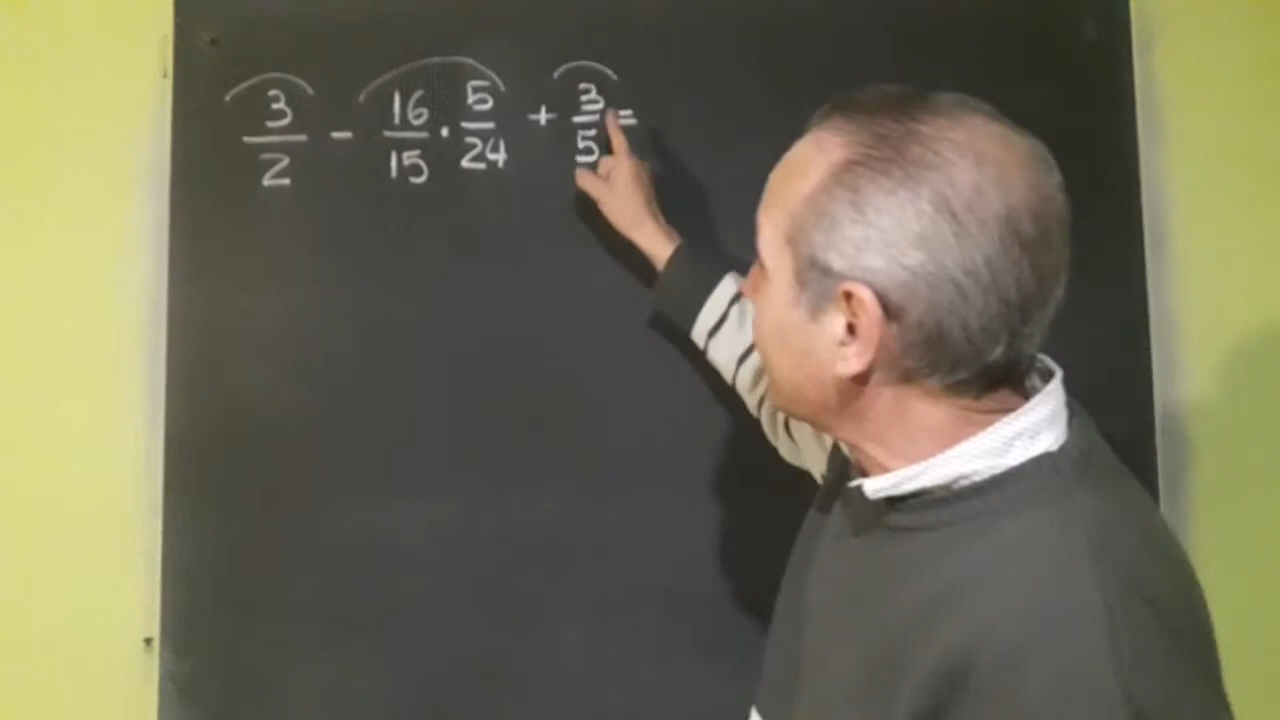 3/2 - 16/15 · 5/24 + 3/5 =